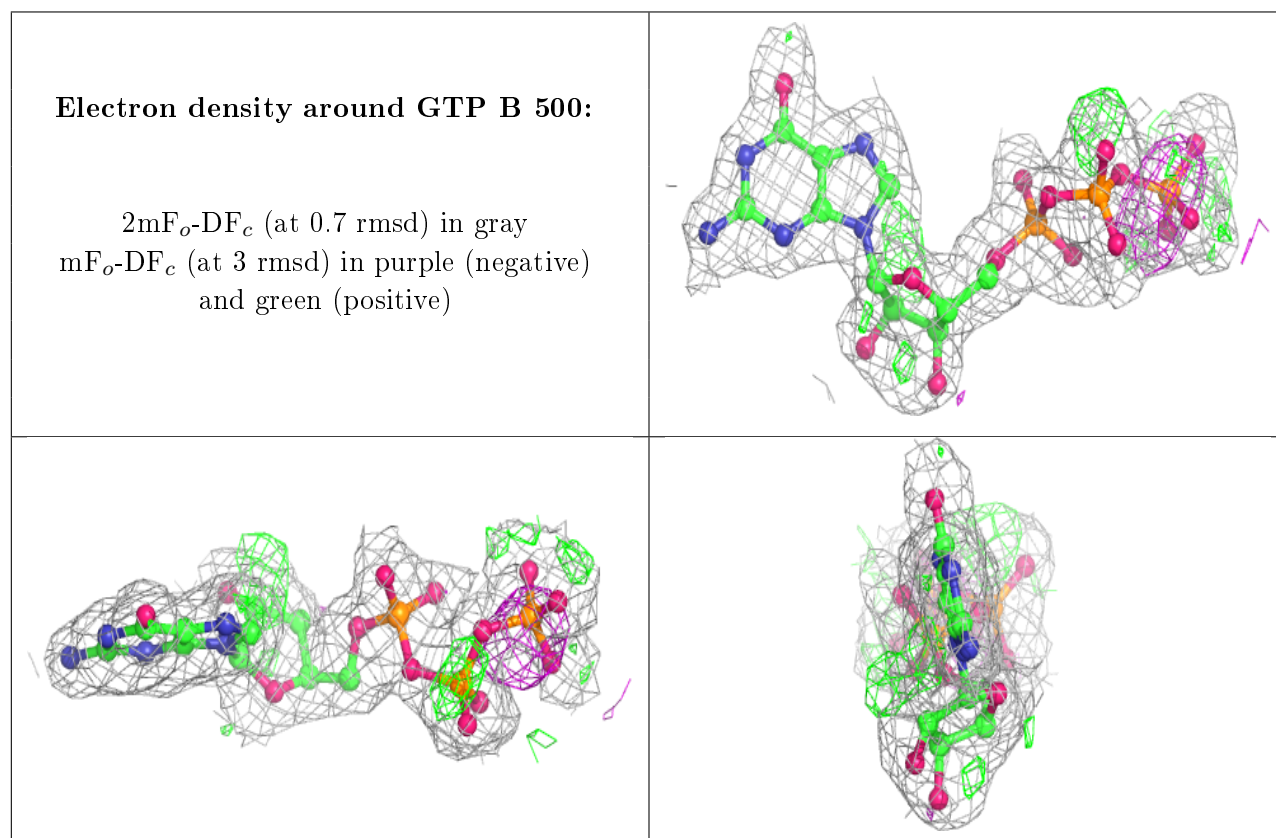 Electron density around GTP B 500:
2mFₒ-DF𝒸 (at 0.7 rmsd) in gray
mFₒ-DF𝒸 (at 3 rmsd) in purple (negative)
and green (positive)